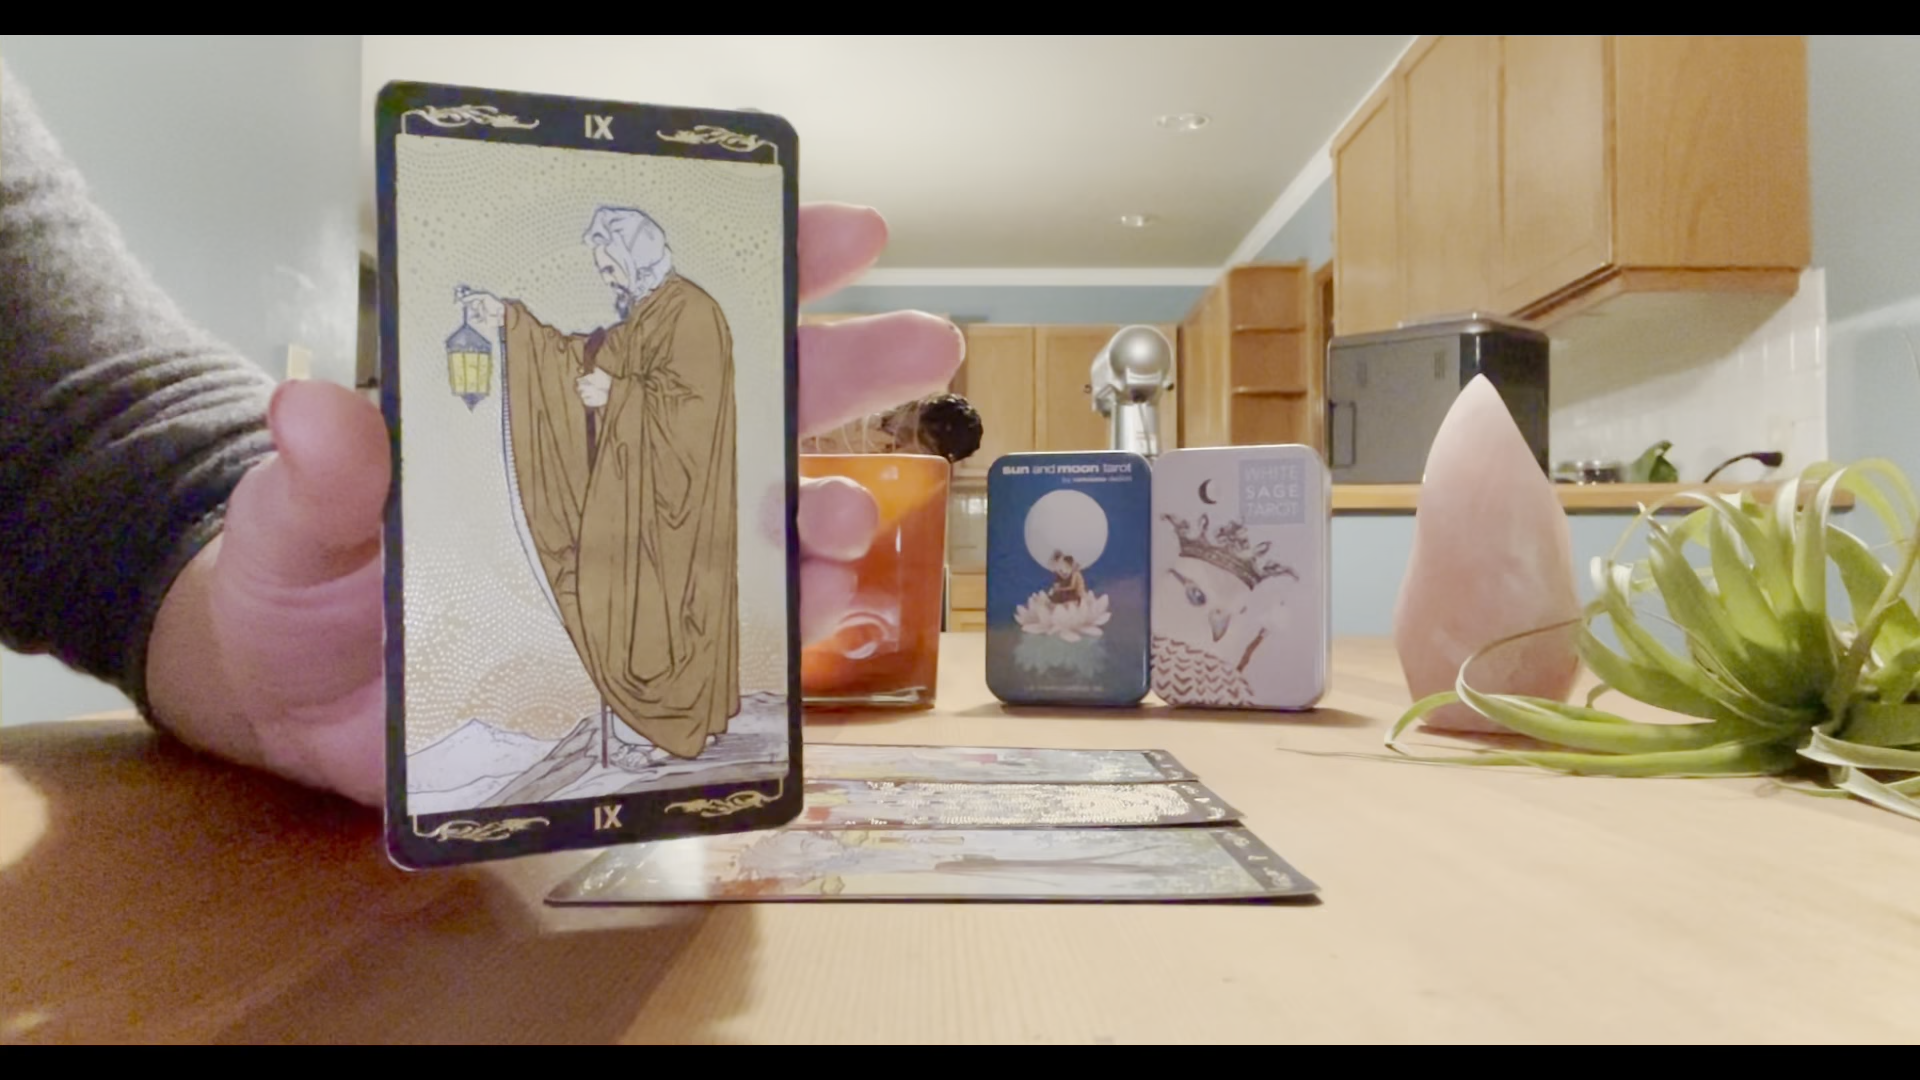 IX
IX
sun and moon tarot
WHITE
SAGE
TAROT